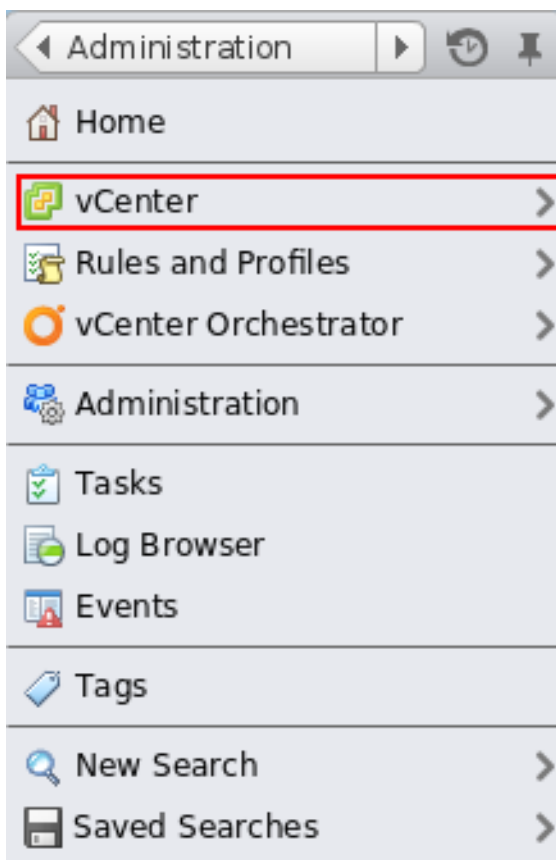 Administration
Home
vCenter
Rules and Profiles
vCenter Orchestrator
Administration
Tasks
Log Browser
Events
Tags
New Search
Saved Searches